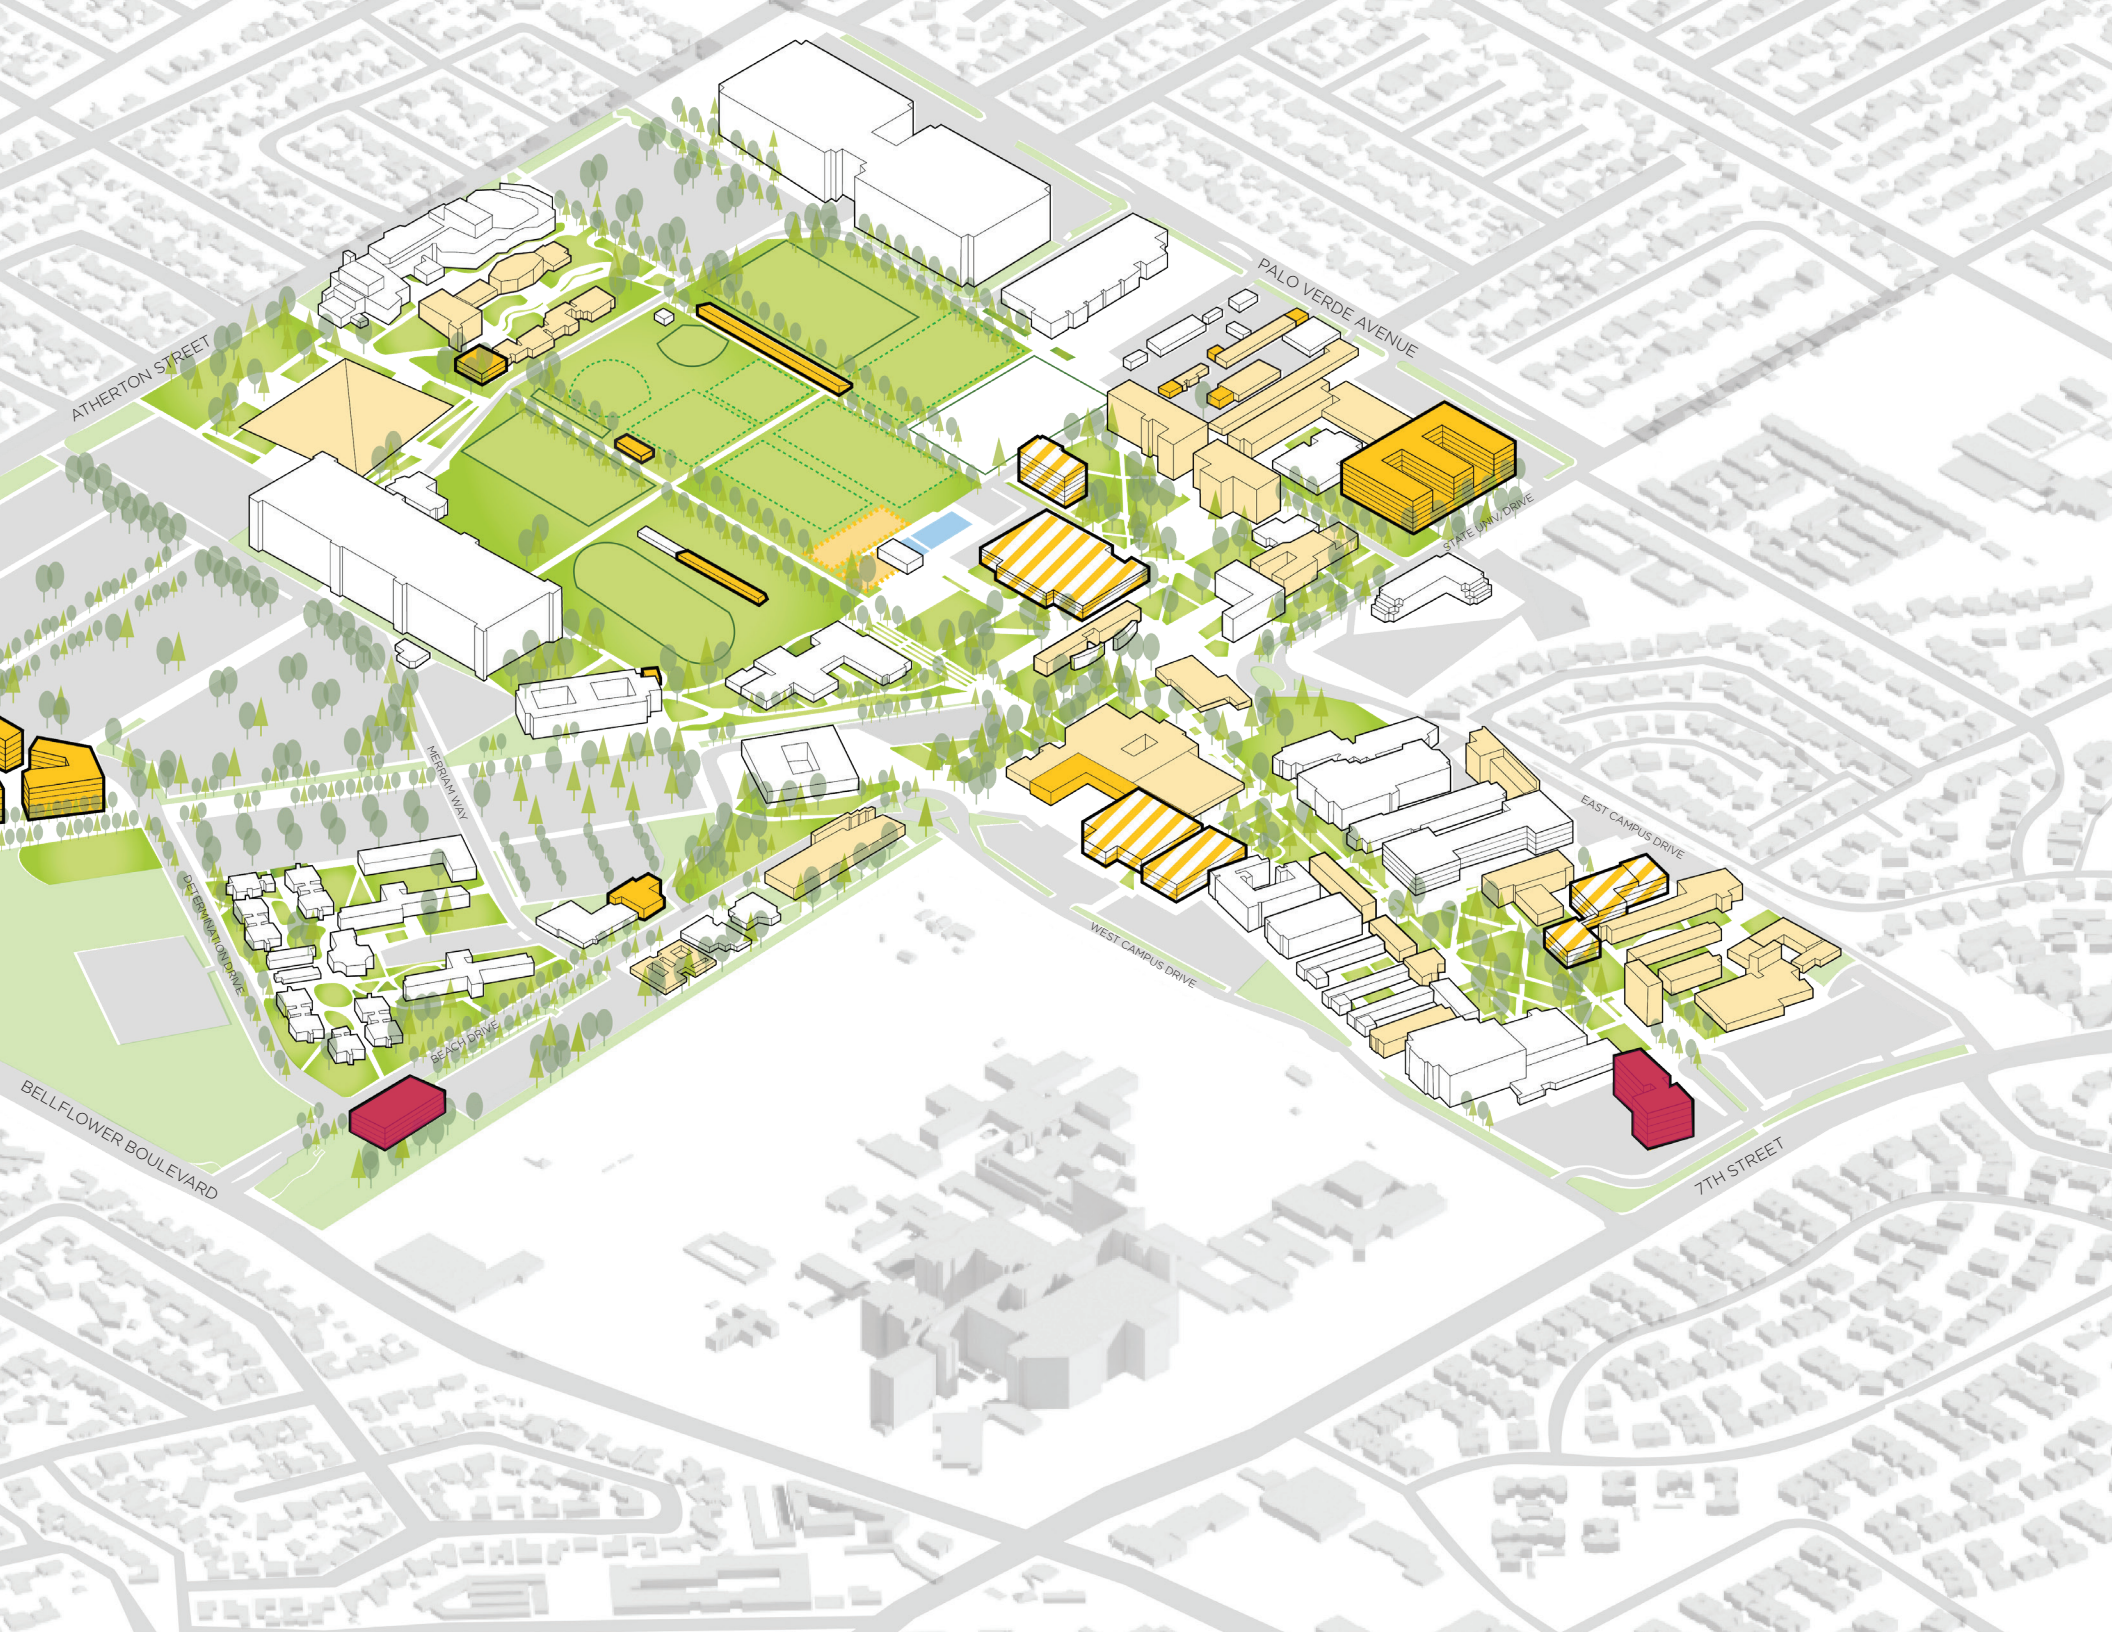 PALO VERDE AVENUE
ATHERTON STREET
STATE UNIV. DRIVE
MERRIAM WAY
EAST CAMPUS DRIVE
DETERMINATION DRIVE
WEST CAMPUS DRIVE
BEACH DRIVE
BELLFLOWER BOULEVARD
7TH STREET